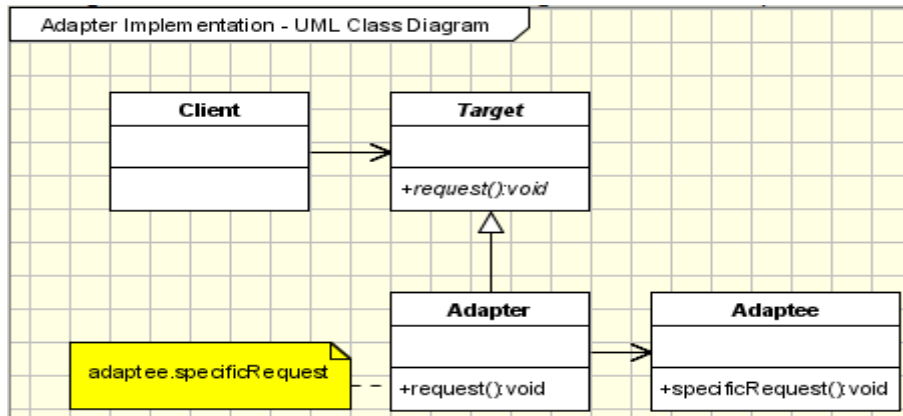 Adapter Implementation - UML Class Diagram
Client
Target
+request():void
Adapter
Adaptee
adaptee.specificRequest
+request():void
+specificRequest():void